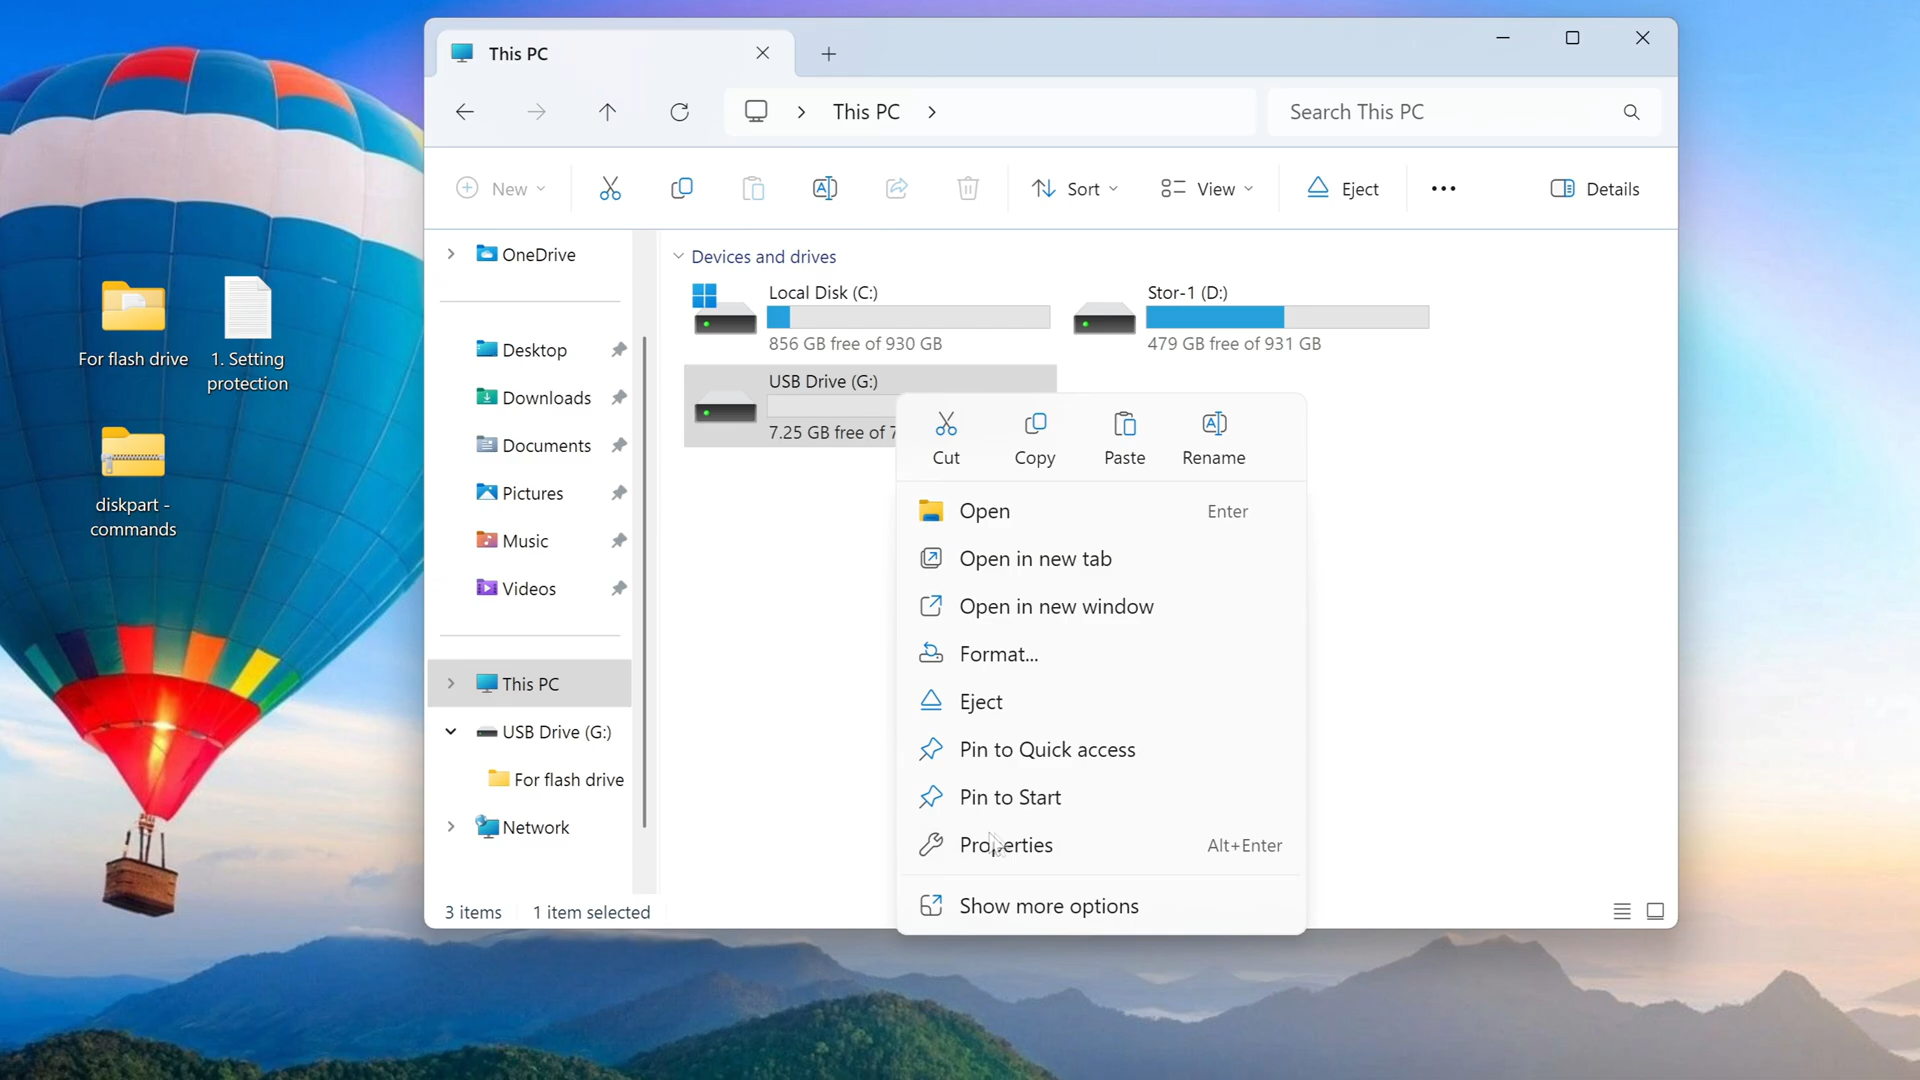 This PC
This PC
Search This PC
New
Sort
View
Eject
Details
OneDrive
Desktop
Downloads
Documents
Pictures
Music
Videos
This PC
USB Drive (G:)
For flash drive
Network
Devices and drives
Local Disk (C:)
856 GB free of 930 GB
Stor-1 (D:)
479 GB free of 931 GB
USB Drive (G:)
7.25 GB free of 7
Cut
Copy
Paste
Rename
Open Enter
Open in new tab
Open in new window
Format...
Eject
Pin to Quick access
Pin to Start
Properties Alt+Enter
Show more options
3 items 1 item selected
For flash drive
1. Setting
protection
diskpart -
commands